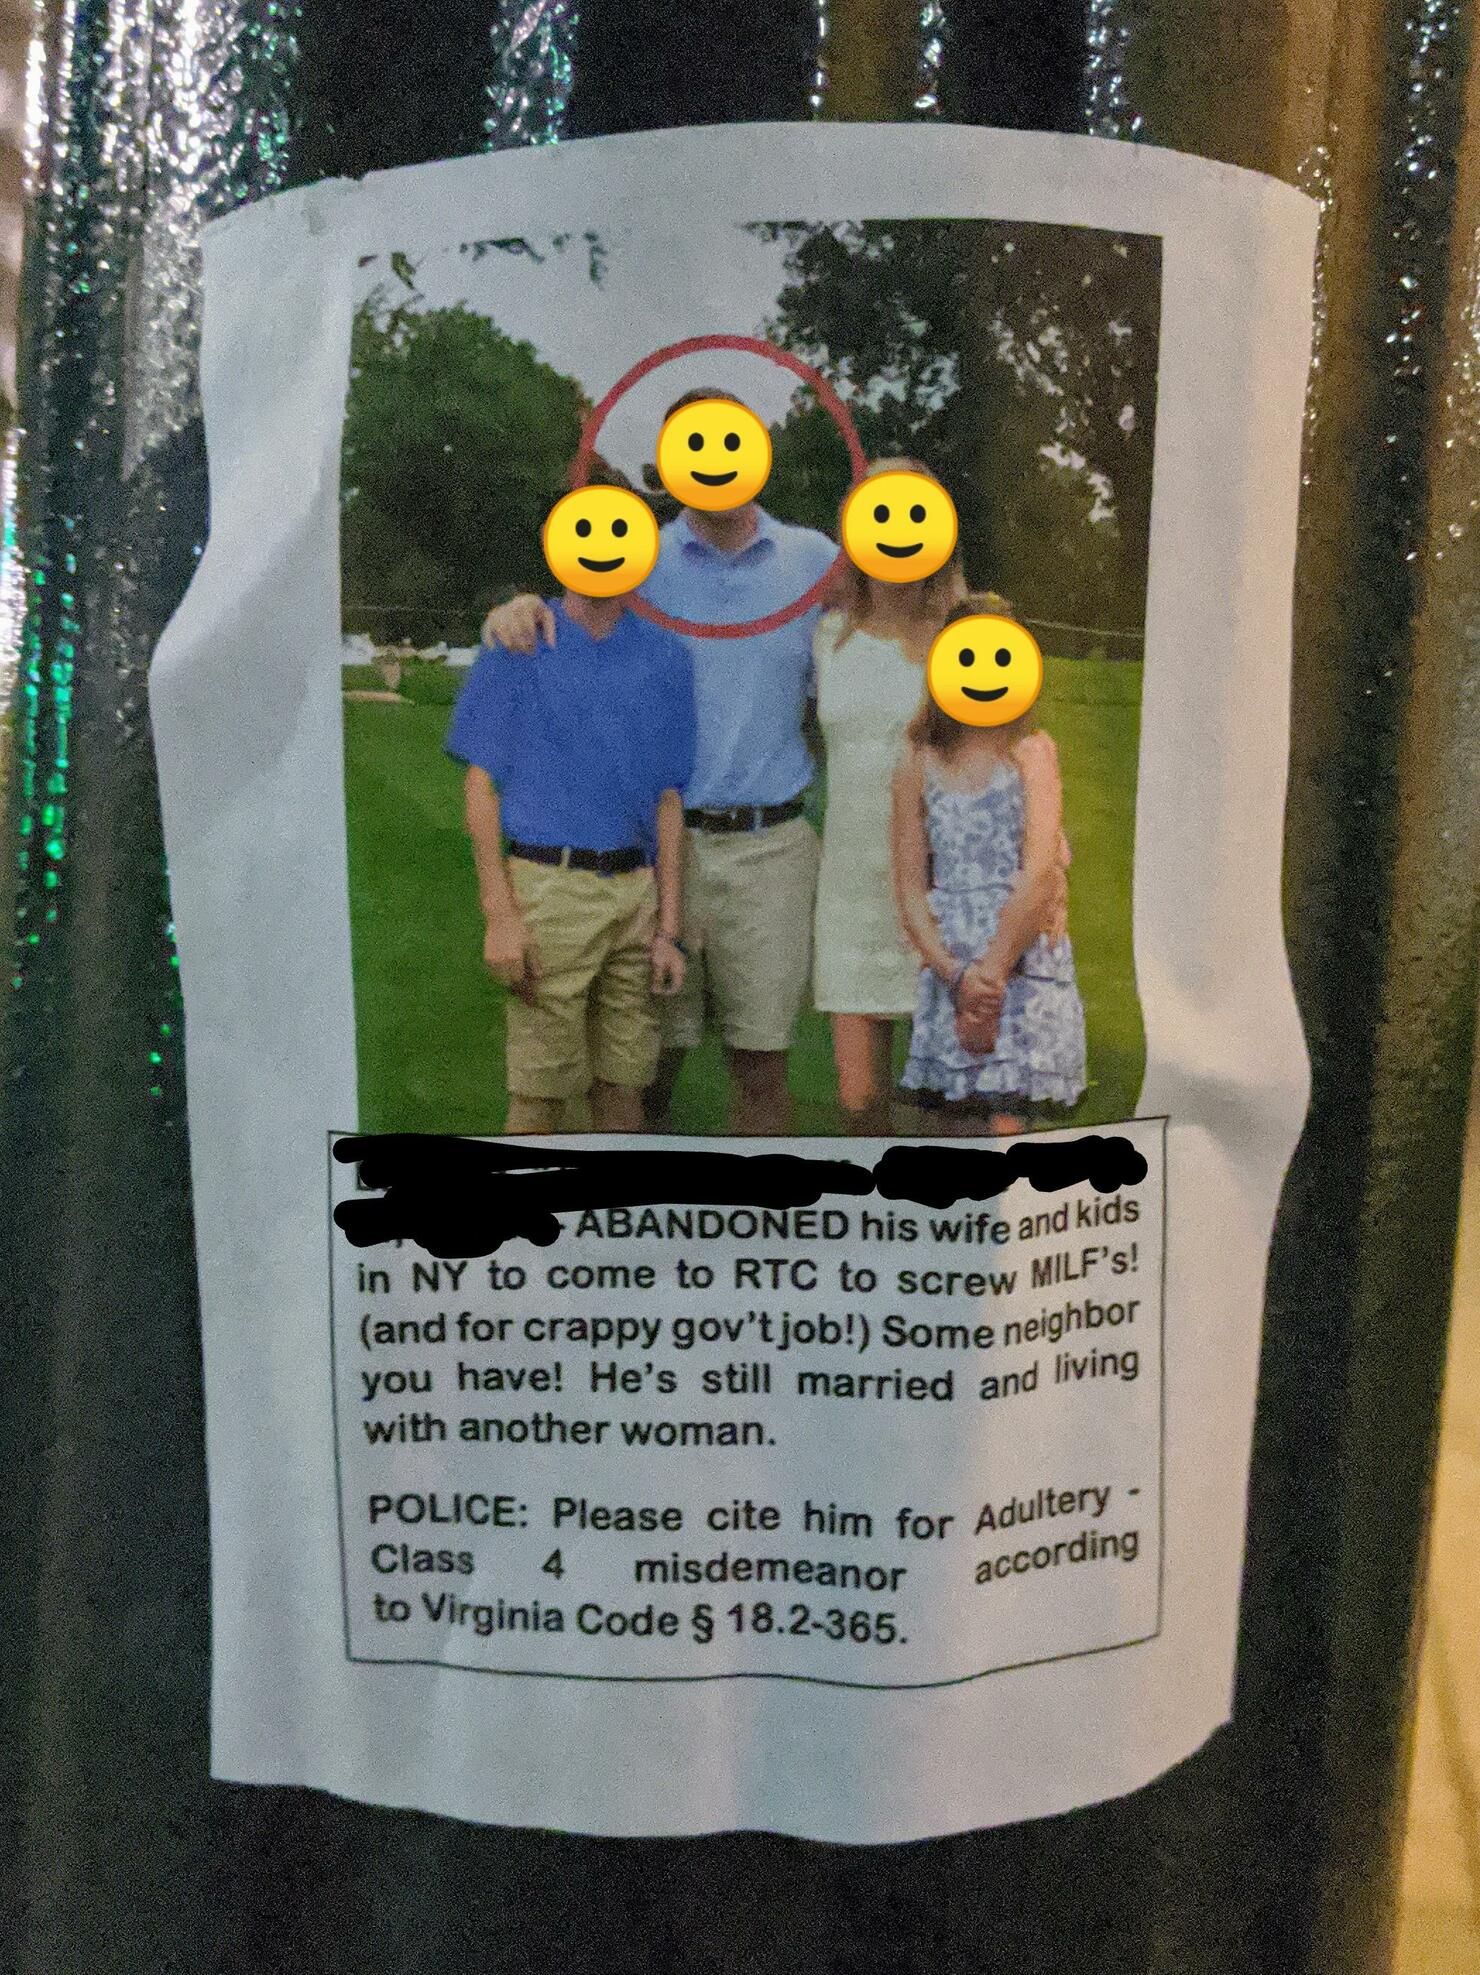 - ABANDONED his wife and kids
in NY to come to RTC to screw MILF's!
(and for crappy gov't job!) Some neighbor
you have! He's still married and living
with another woman.
POLICE: Please cite him for Adultery -
Class 4 misdemeanor according
to Virginia Code § 18.2-365.